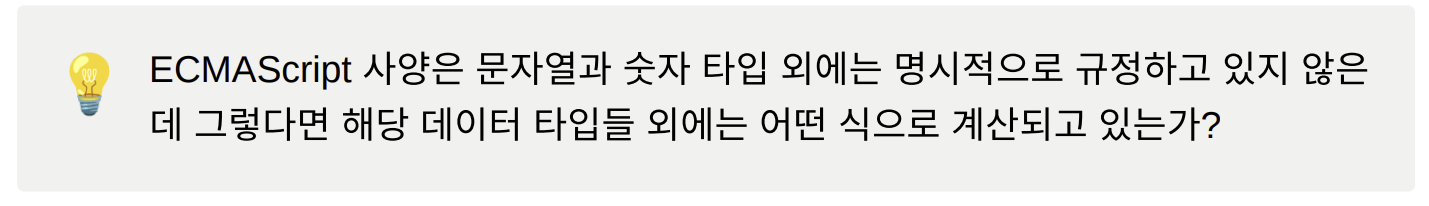 ECMAScript 사양은 문자열과 숫자 타입 외에는 명시적으로 규정하고 있지 않은
데 그렇다면 해당 데이터 타입들 외에는 어떤 식으로 계산되고 있는가?